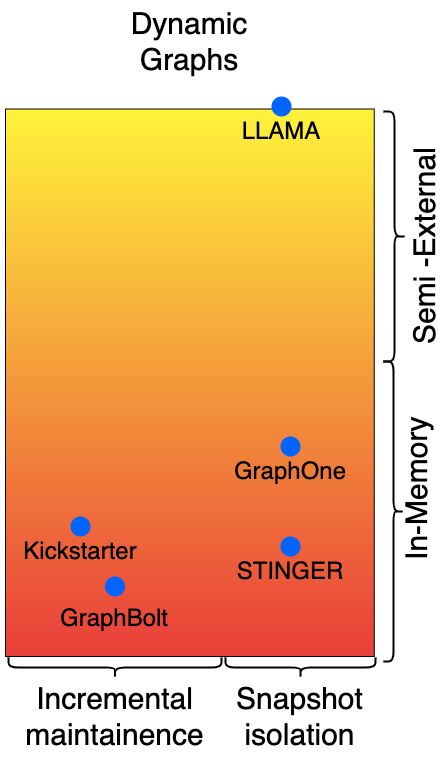 Dynamic
Graphs
LLAMA
Semi -External
GraphOne
In-Memory
Kickstarter
STINGER
GraphBolt
Incremental
maintainence
Snapshot
isolation